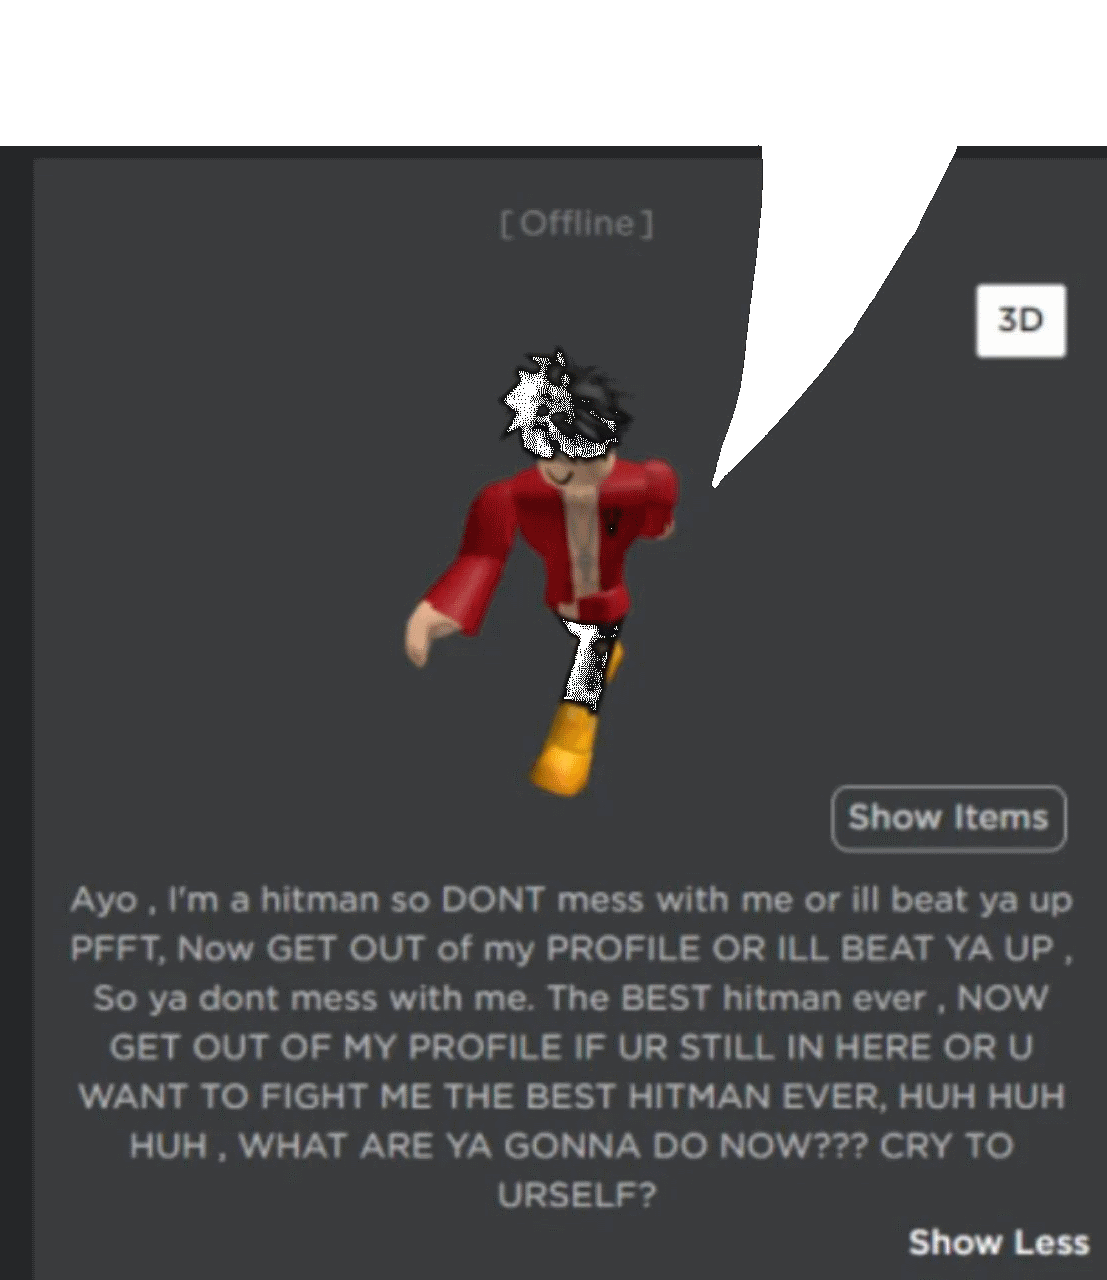 [ Offline ]
3D
Show Items
Ayo , I'm a hitman so DONT mess with me or ill beat ya up
PFFT, Now GET OUT of my PROFILE OR ILL BEAT YA UP ,
So ya dont mess with me. The BEST hitman ever , NOW
GET OUT OF MY PROFILE IF UR STILL IN HERE OR U
WANT TO FIGHT ME THE BEST HITMAN EVER, HUH HUH
HUH , WHAT ARE YA GONNA DO NOW??? CRY TO
URSELF?
Show Less